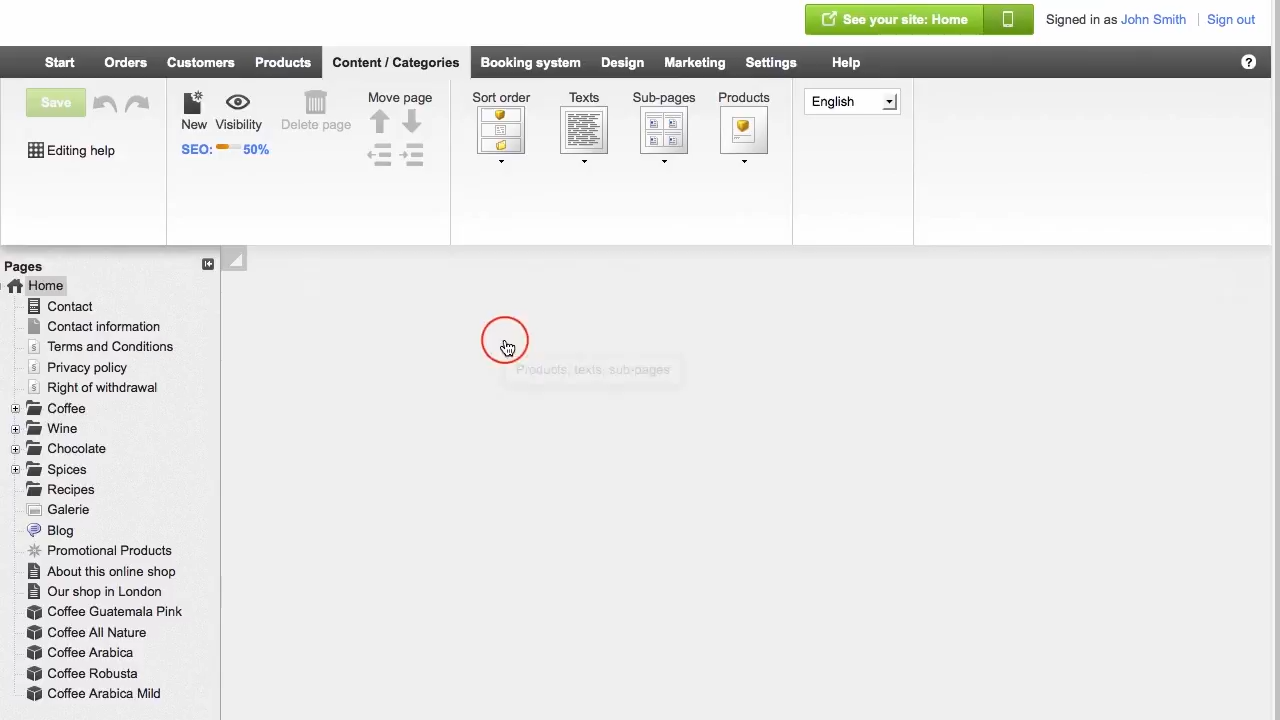 See your site: Home
Signed in as John Smith
Sign out
Start
Orders
Customers
Products
Content / Categories
Booking system
Design
Marketing
Settings
Help
?
Save
New
Visibility
Delete page
Move page
Sort order
Texts
Sub-pages
Products
English
Editing help
SEO: 50%
Pages
Home
Contact
Contact information
Terms and Conditions
Privacy policy
Right of withdrawal
Coffee
Wine
Chocolate
Spices
Recipes
Galerie
Blog
Promotional Products
About this online shop
Our shop in London
Coffee Guatemala Pink
Coffee All Nature
Coffee Arabica
Coffee Robusta
Coffee Arabica Mild
Products, texts, sub-pages